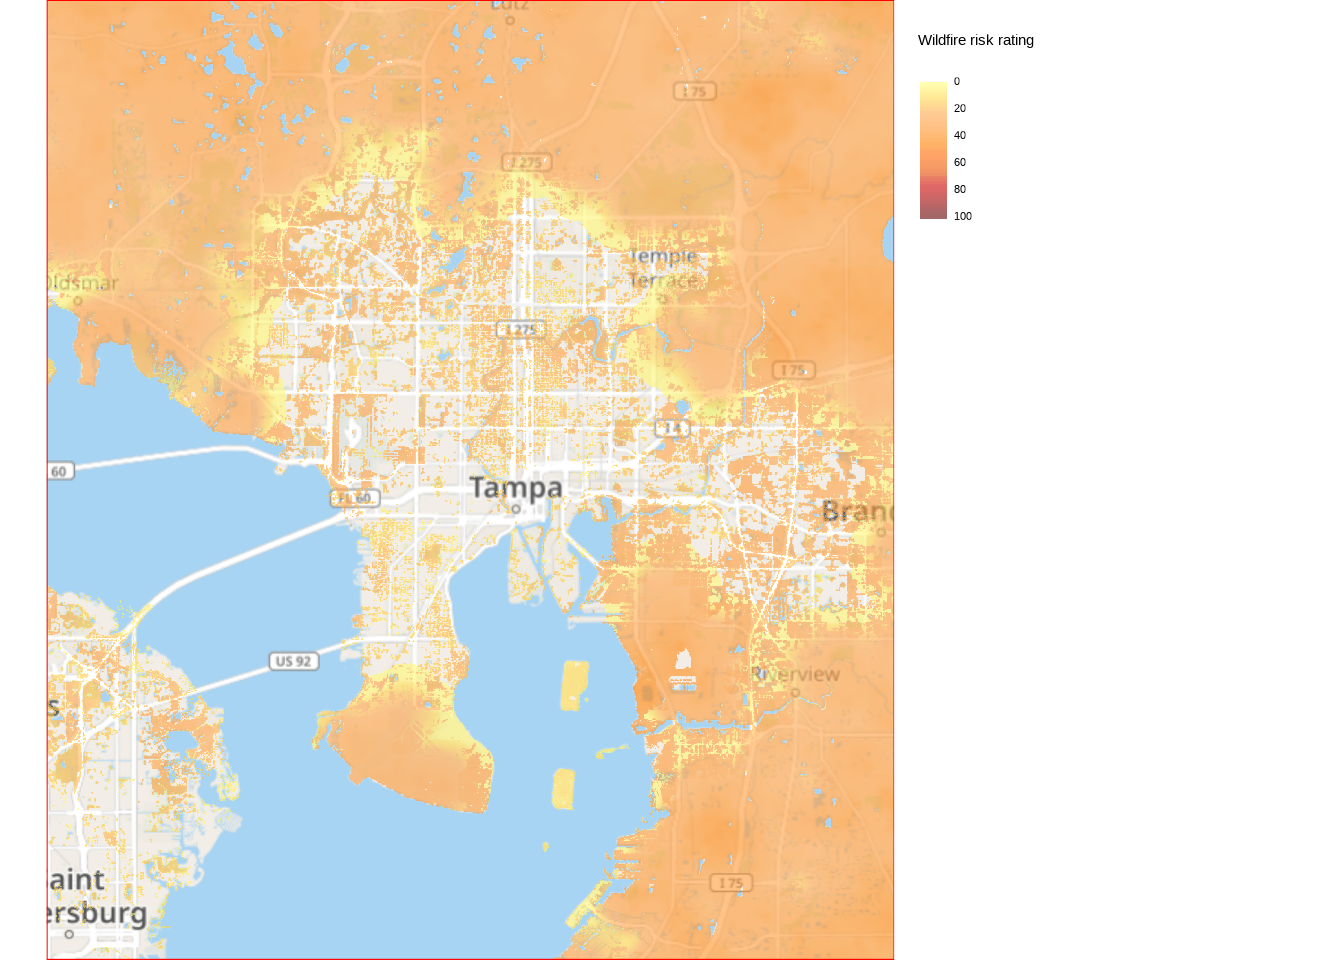 Lutz
Wildfire risk rating
0
20
40
60
80
100
I 75
I 275
Temple
Terrace
Oldsmar
I 275
I 75
I 4
60
FL 60
Tampa
Bran
US 92
Riverview
s
I 75
aint
ersburg